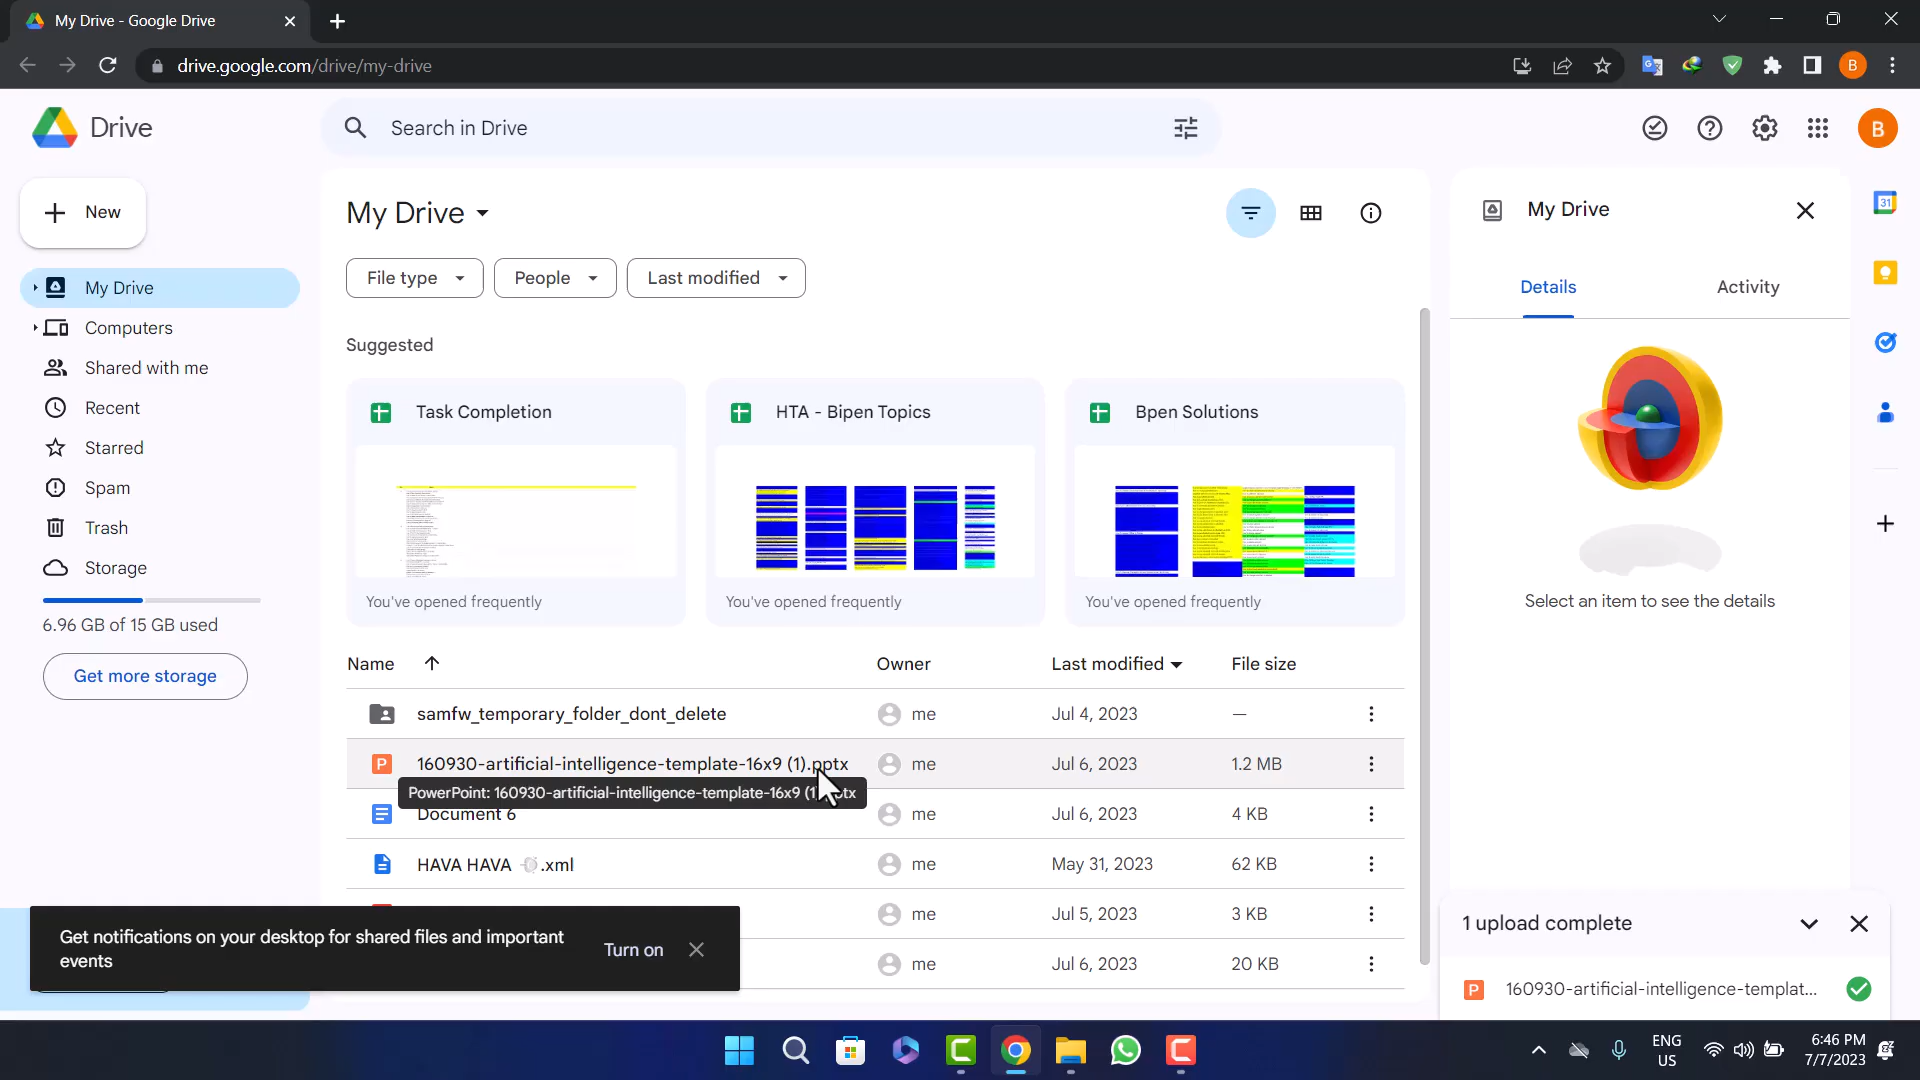 My Drive - Google Drive
drive.google.com/drive/my-drive
B
Drive
Search in Drive
B
New
My Drive
Computers
Shared with me
Recent
Starred
Spam
Trash
Storage
6.96 GB of 15 GB used
Get more storage
My Drive
File type
People
Last modified
Suggested
Task Completion
HTA - Bipen Topics
Bpen Solutions
You've opened frequently
You've opened frequently
You've opened frequently
Name
Owner
Last modified
File size
samfw_temporary_folder_dont_delete
me
Jul 4, 2023
—
160930-artificial-intelligence-template-16x9 (1).pptx
me
Jul 6, 2023
1.2 MB
PowerPoint: 160930-artificial-intelligence-template-16x9
Document 6
me
Jul 6, 2023
4 KB
HAVA HAVA .xml
me
May 31, 2023
62 KB
me
Jul 5, 2023
3 KB
me
Jul 6, 2023
20 KB
Get notifications on your desktop for shared files and important
events
Turn on
My Drive
Details
Activity
Select an item to see the details
31
1 upload complete
160930-artificial-intelligence-templat...
ENG
US
6:46 PM
7/7/2023